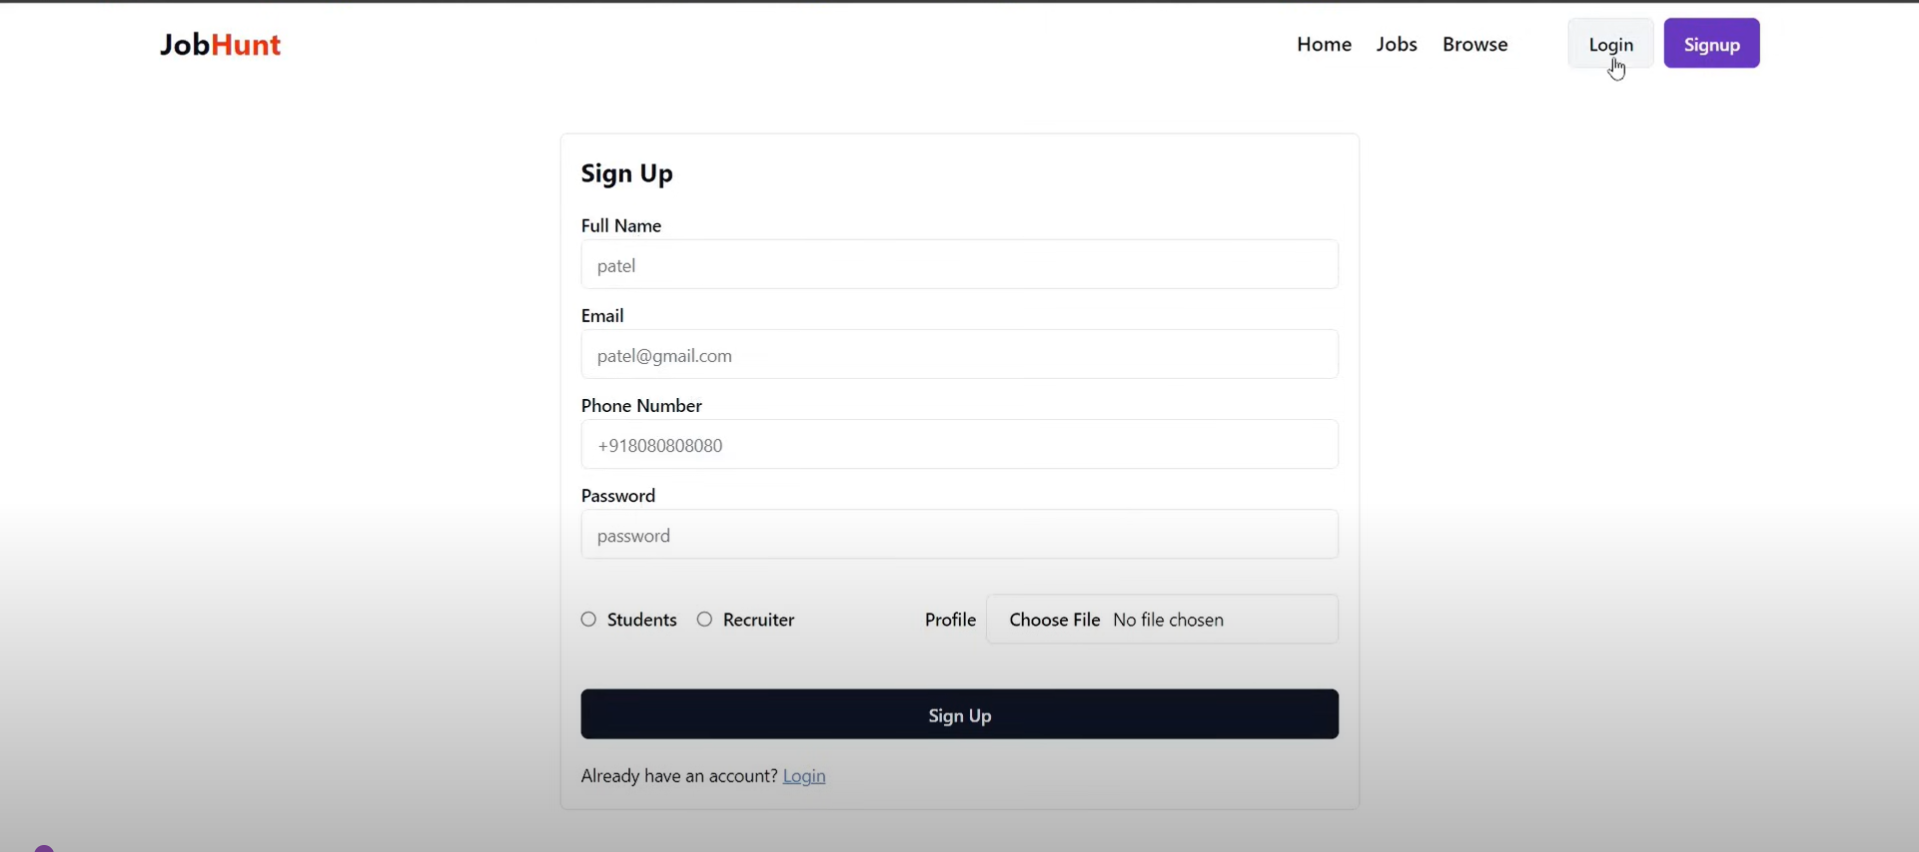 JobHunt
Home Jobs Browse Login Signup
Sign Up
Full Name
patel
Email
patel@gmail.com
Phone Number
+918080808080
Password
password
Students Recruiter Profile Choose File No file chosen
Sign Up
Already have an account? Login